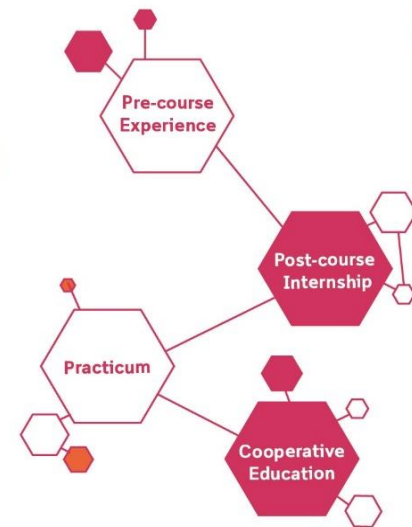 Pre-course
Experience
Post-course
Internship
Practicum
Cooperative
Education